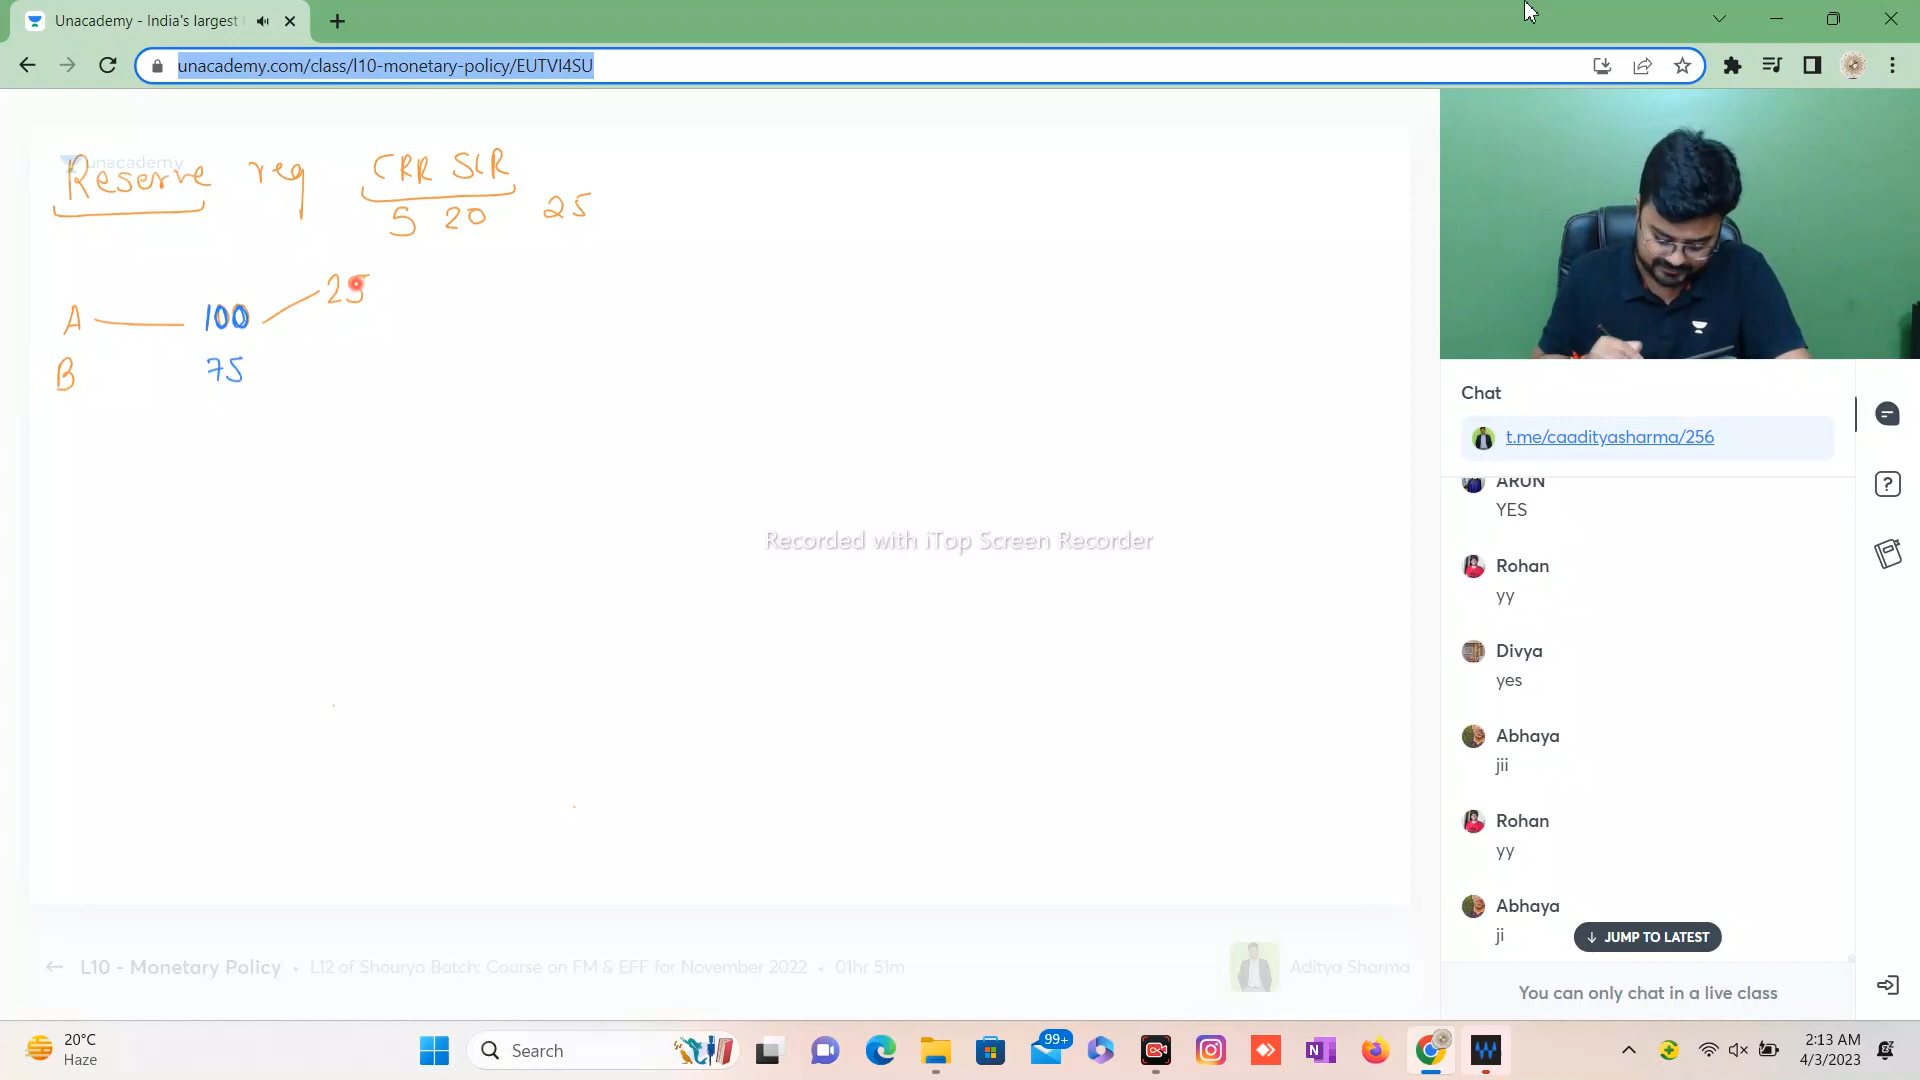 Unacademy - India's largest
unacademy.com/class/l10-monetary-policy/EUTVI4SU
unacademy
Reserve req CRR SLR
5 20 25
25
A 100
B 75
Recorded with iTop Screen Recorder
L10 - Monetary Policy • L12 of Shourya Batch: Course on FM & EFF for November 2022 • 01hr 51m
Aditya Sharma
Chat
t.me/caadityasharma/256
ARUN
YES
Rohan
yy
Divya
yes
Abhaya
jii
Rohan
yy
Abhaya
ji
JUMP TO LATEST
You can only chat in a live class
20°C
Haze
Search
99+
2:13 AM
4/3/2023